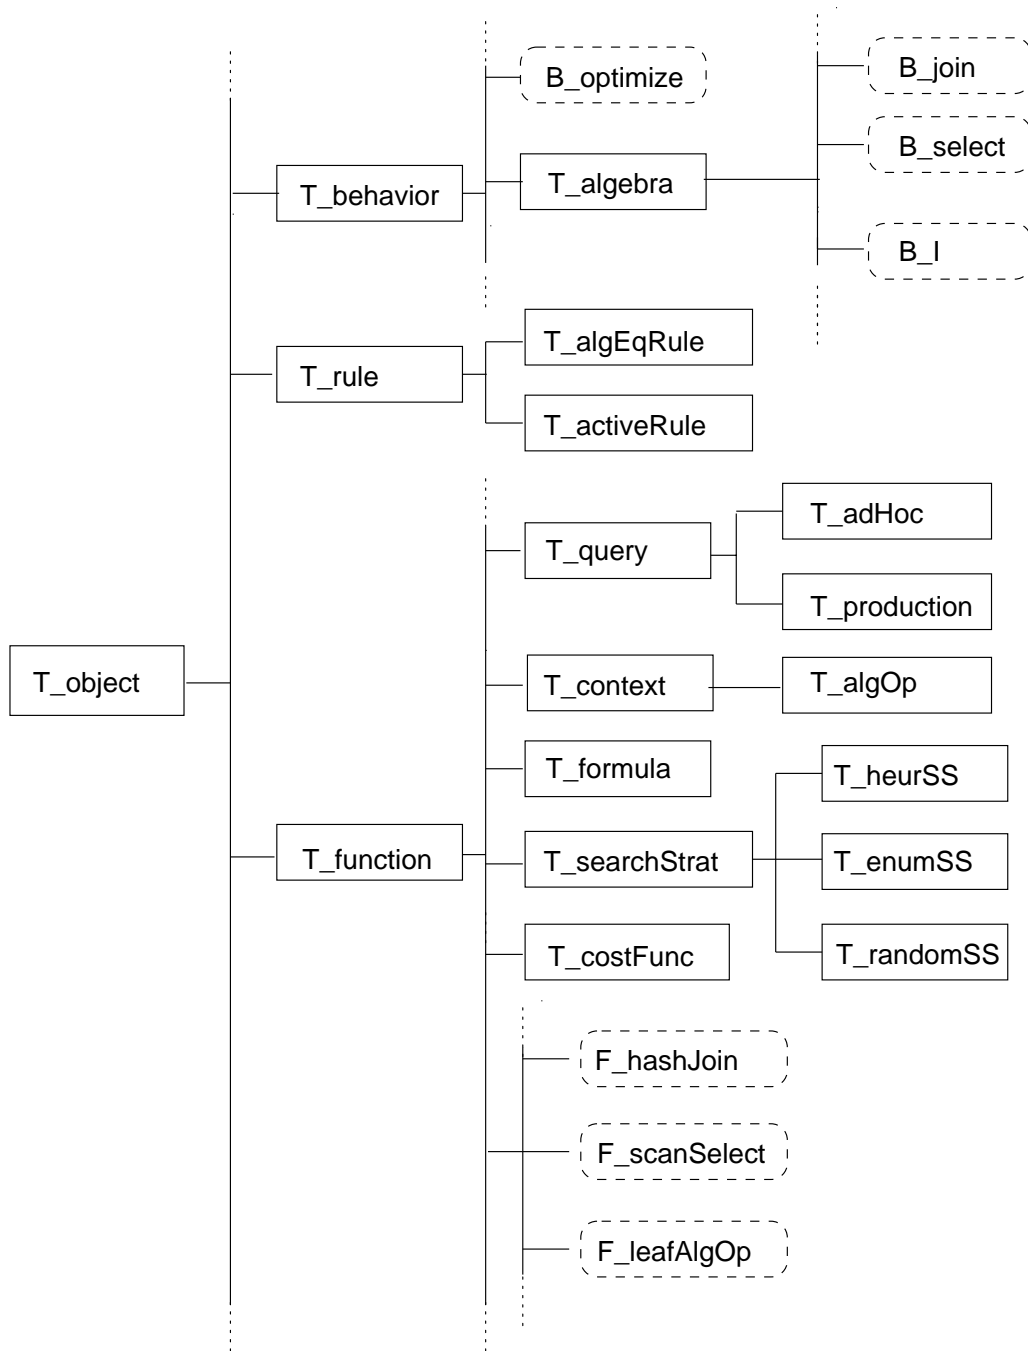 B_optimize
B_join
B_select
T_behavior
T_algebra
B_I
T_algEqRule
T_rule
T_activeRule
T_adHoc
T_query
T_production
T_object
T_context
T_algOp
T_formula
T_heurSS
T_function
T_searchStrat
T_enumSS
T_costFunc
T_randomSS
F_hashJoin
F_scanSelect
F_leafAlgOp